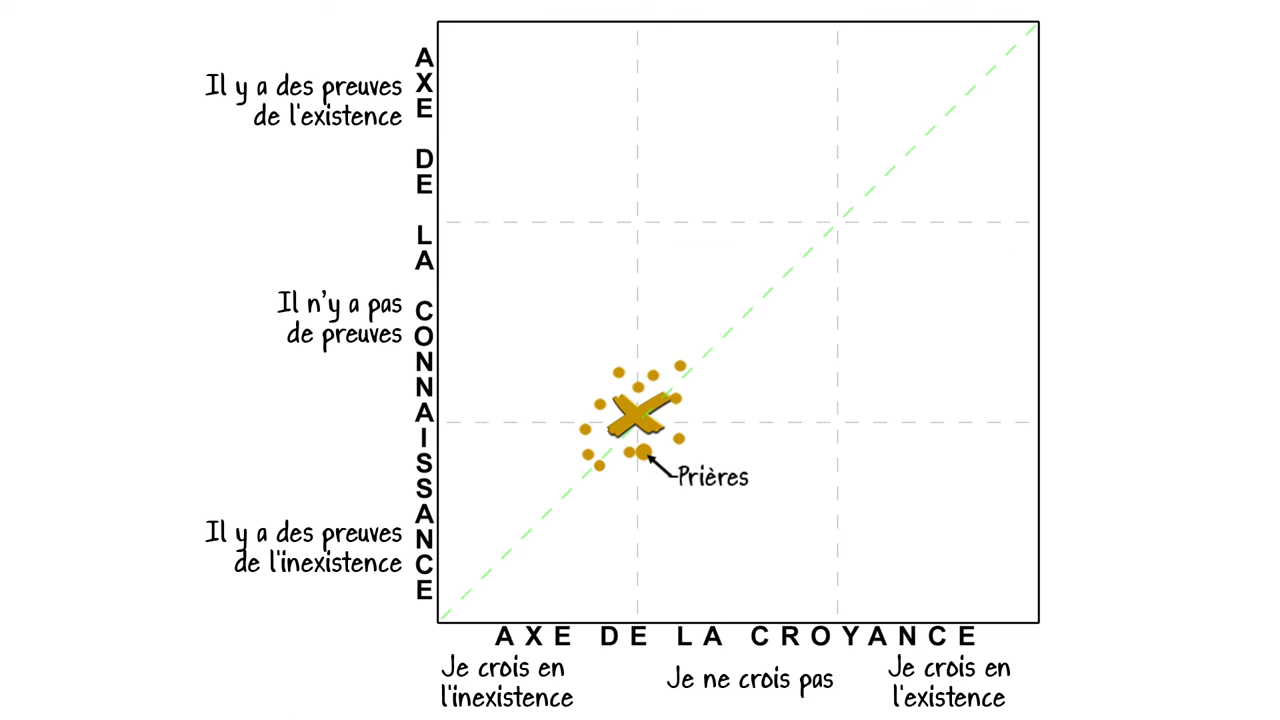 Il y a des preuves
de l'existence
Il n'y a pas
de preuves
Il y a des preuves
de l'inexistence
AXE DE LA CONNAISSANCE
Prières
AXE DE LA CROYANCE
Je crois en
l'inexistence
Je ne crois pas
Je crois en
l'existence